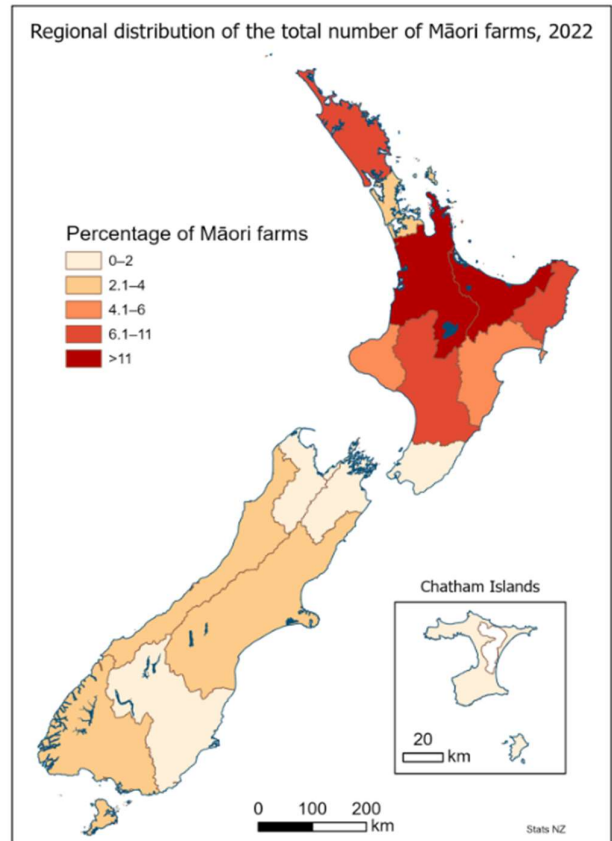 Regional distribution of the total number of Māori farms, 2022
Percentage of Māori farms
0–2
2.1–4
4.1–6
6.1–11
>11
Chatham Islands
20
km
0 100 200
km
Stats NZ